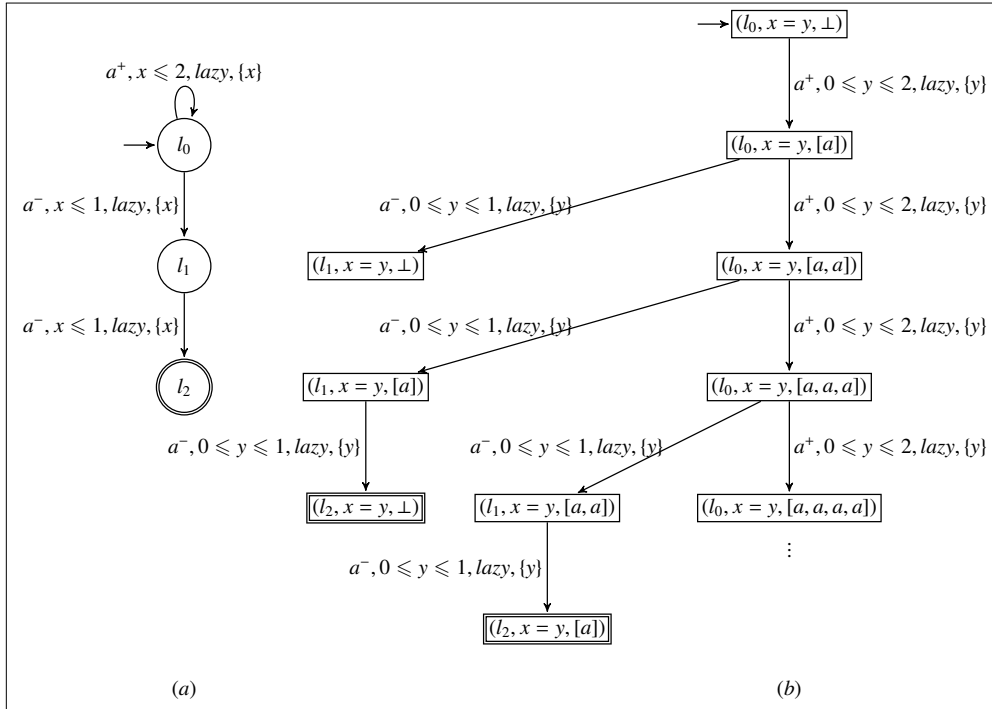 (l₀, x = y, ⊥)
a⁺, x ⩽ 2, lazy, {x}
a⁺, 0 ⩽ y ⩽ 2, lazy, {y}
l₀
(l₀, x = y, [a])
a⁻, x ⩽ 1, lazy, {x}
a⁻, 0 ⩽ y ⩽ 1, lazy, {y}
a⁺, 0 ⩽ y ⩽ 2, lazy, {y}
l₁
(l₁, x = y, ⊥)
(l₀, x = y, [a, a])
a⁻, x ⩽ 1, lazy, {x}
a⁻, 0 ⩽ y ⩽ 1, lazy, {y}
a⁺, 0 ⩽ y ⩽ 2, lazy, {y}
l₂
(l₁, x = y, [a])
(l₀, x = y, [a, a, a])
a⁻, 0 ⩽ y ⩽ 1, lazy, {y}
a⁻, 0 ⩽ y ⩽ 1, lazy, {y}
a⁺, 0 ⩽ y ⩽ 2, lazy, {y}
(l₂, x = y, ⊥)
(l₁, x = y, [a, a])
(l₀, x = y, [a, a, a, a])
⋮
a⁻, 0 ⩽ y ⩽ 1, lazy, {y}
(l₂, x = y, [a])
(a)
(b)